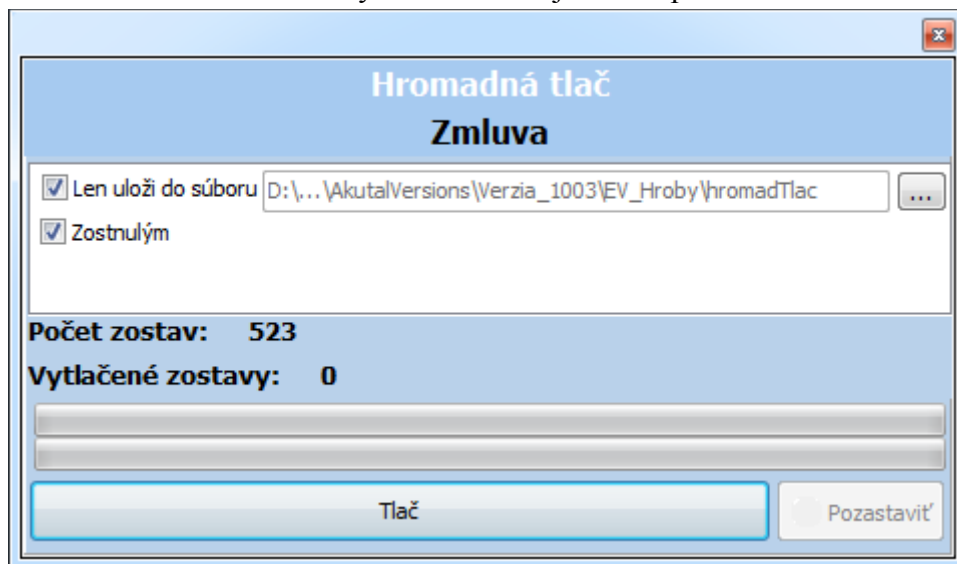 Hromadná tlač
Zmluva
Len uloži do súboru D:\...\AkutalVersions\Verzia_1003\EV_Hroby\hromadTlac ...
Zostnulým
Počet zostav: 523
Vytlačené zostavy: 0
Tlač Pozastaviť